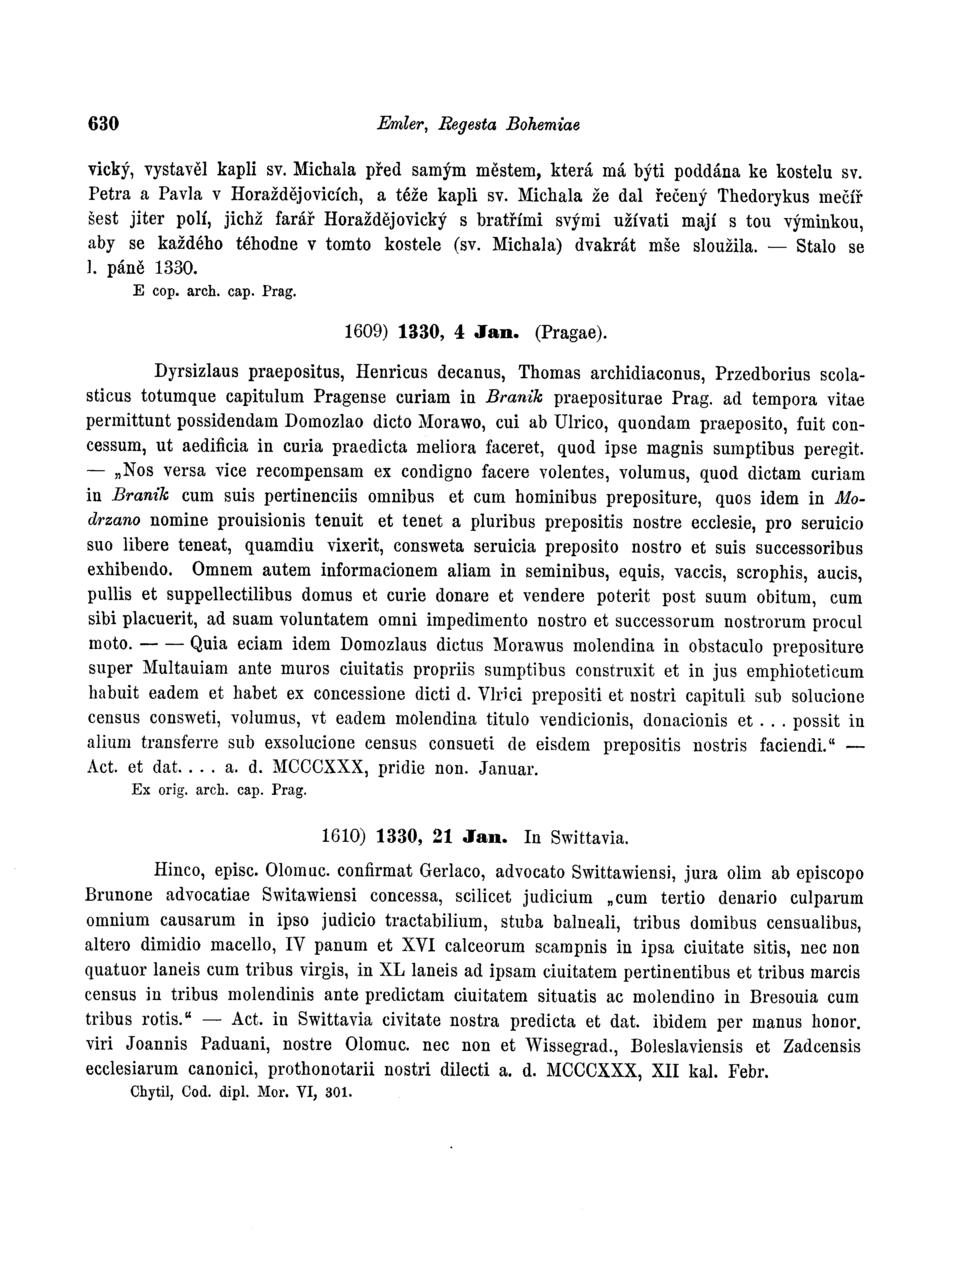 630 Emler, Regesta Bohemiae
vický, vystavěl kapli sv. Michala před samým městem, která má býti poddána ke kostelu sv.
Petra a Pavla v Horaždějovicích, a téže kapli sv. Michala že dal řečený Thedorykus mečíř
šest jiter polí, jichž farář Horaždějovický s bratřími svými užívati mají s tou výminkou,
aby se každého téhodne v tomto kostele (sv. Michala) dvakrát mše sloužila. — Stalo se
l. páně 1330.
E cop. arch. cap. Prag.
1609) 1330, 4 Jan. (Pragae).
Dyrsizlaus praepositus, Henricus decanus, Thomas archidiaconus, Przedborius scola-
sticus totumque capitulum Pragense curiam in Branik praepositurae Prag. ad tempora vitae
permittunt possidendam Domozlao dicto Morawo, cui ab Ulrico, quondam praeposito, fuit con-
cessum, ut aedificia in curia praedicta meliora faceret, quod ipse magnis sumptibus peregit.
— „Nos versa vice recompensam ex condigno facere volentes, volumus, quod dictam curiam
in Branik cum suis pertinenciis omnibus et cum hominibus prepositure, quos idem in Mo-
drzano nomine prouisionis tenuit et tenet a pluribus prepositis nostre ecclesie, pro seruicio
suo libere teneat, quamdiu vixerit, consweta seruicia preposito nostro et suis successoribus
exhibendo. Omnem autem informacionem aliam in seminibus, equis, vaccis, scrophis, aucis,
pullis et suppellectilibus domus et curie donare et vendere poterit post suum obitum, cum
sibi placuerit, ad suam voluntatem omni impedimento nostro et successorum nostrorum procul
moto. — — Quia eciam idem Domozlaus dictus Morawus molendina in obstaculo prepositure
super Multauiam ante muros ciuitatis propriis sumptibus construxit et in jus emphioteticum
habuit eadem et habet ex concessione dicti d. Vlrici prepositi et nostri capituli sub solucione
census consweti, volumus, vt eadem molendina titulo vendicionis, donacionis et . . . possit in
alium transferre sub exsolucione census consueti de eisdem prepositis nostris faciendi.“ —
Act. et dat. . . . a. d. MCCCXXX, pridie non. Januar.
Ex orig. arch. cap. Prag.
1610) 1330, 21 Jan. In Swittavia.
Hinco, episc. Olomuc. confirmat Gerlaco, advocato Swittawiensi, jura olim ab episcopo
Brunone advocatiae Switawiensi concessa, scilicet judicium „cum tertio denario culparum
omnium causarum in ipso judicio tractabilium, stuba balneali, tribus domibus censualibus,
altero dimidio macello, IV panum et XVI calceorum scampnis in ipsa ciuitate sitis, nec non
quatuor laneis cum tribus virgis, in XL laneis ad ipsam ciuitatem pertinentibus et tribus marcis
census in tribus molendinis ante predictam ciuitatem situatis ac molendino in Bresouia cum
tribus rotis.“ — Act. in Swittavia civitate nostra predicta et dat. ibidem per manus honor.
viri Joannis Paduani, nostre Olomuc. nec non et Wissegrad., Boleslaviensis et Zadcensis
ecclesiarum canonici, prothonotarii nostri dilecti a. d. MCCCXXX, XII kal. Febr.
Chytil, Cod. dipl. Mor. VI, 301.